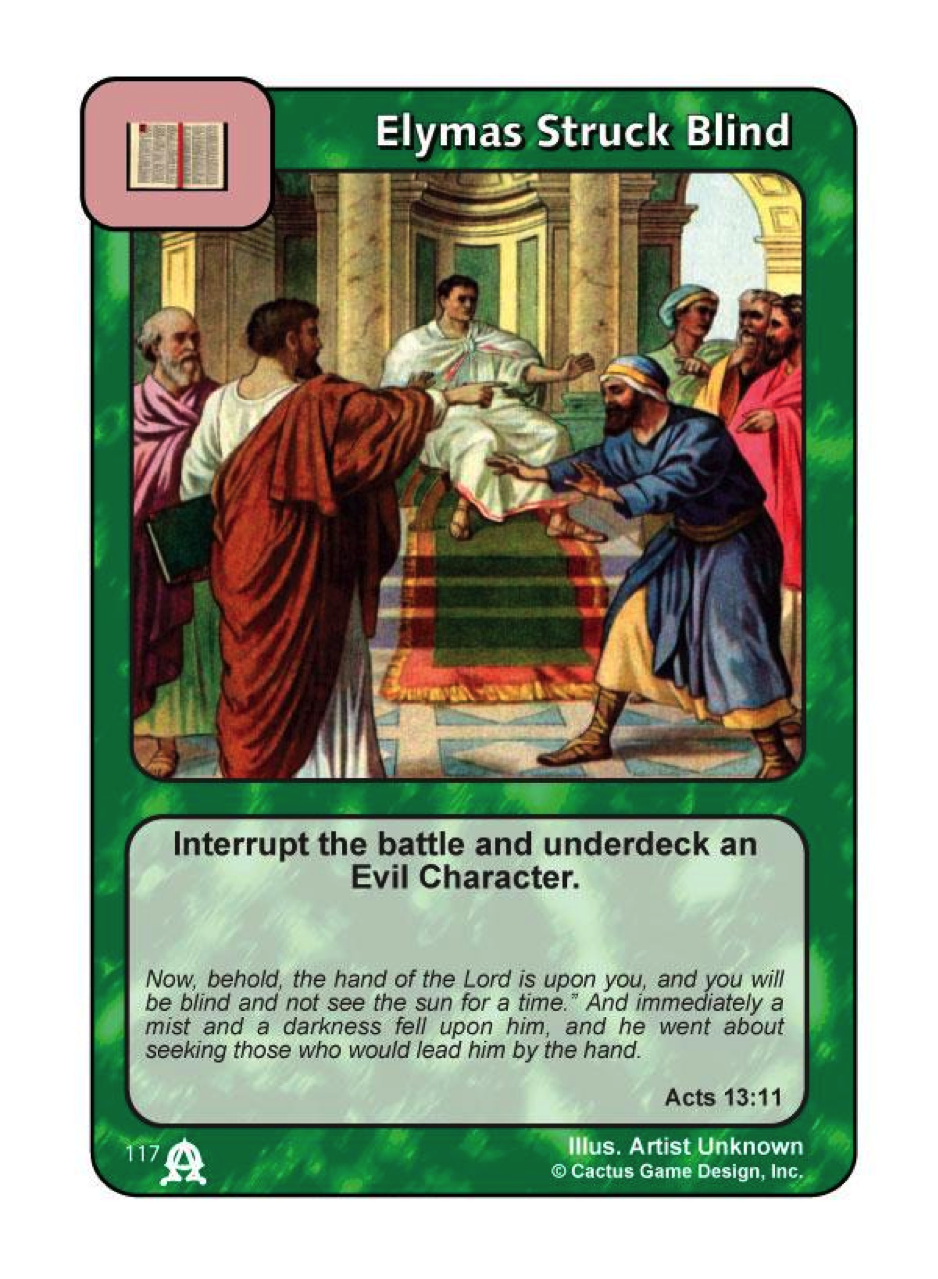 Elymas Struck Blind
Interrupt the battle and underdeck an
Evil Character.
Now, behold, the hand of the Lord is upon you, and you will
be blind and not see the sun for a time.” And immediately a
mist and a darkness fell upon him, and he went about
seeking those who would lead him by the hand.
Acts 13:11
117
Illus. Artist Unknown
© Cactus Game Design, Inc.